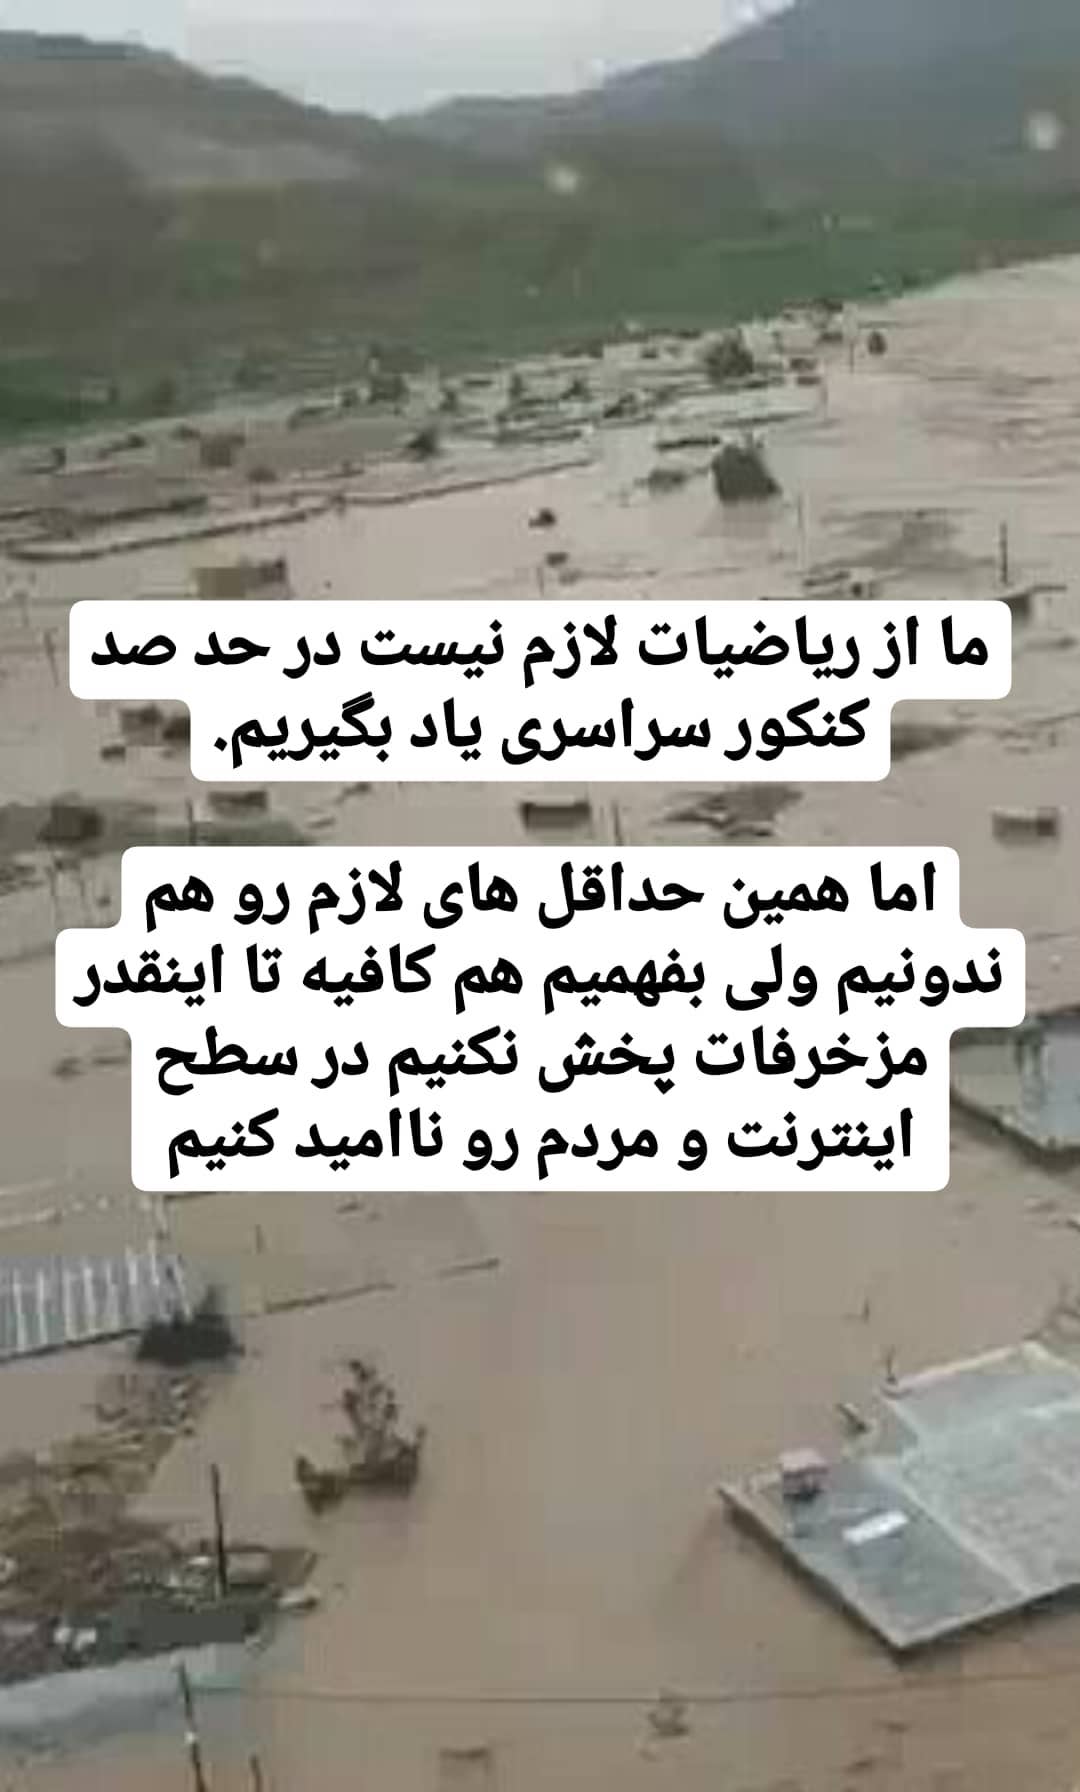 ما از ریاضیات لازم نیست در حد صد
کنکور سراسری یاد بگیریم.
اما همین حداقل های لازم رو هم
ندونیم ولی بفهمیم هم کافیه تا اینقدر
مزخرفات پخش نکنیم در سطح
اینترنت و مردم رو ناامید کنیم